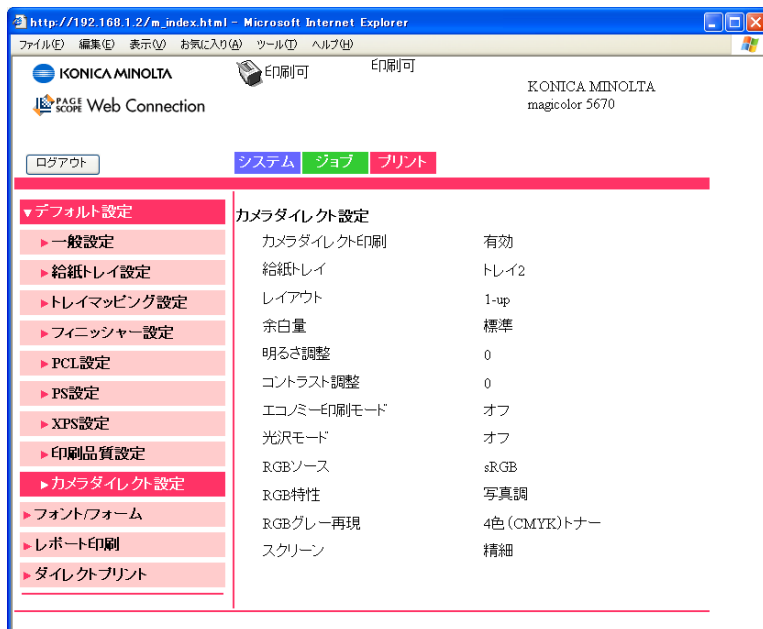 http://192.168.1.2/m_index.html - Microsoft Internet Explorer
ファイル(F) 編集(E) 表示(V) お気に入り(A) ツール(T) ヘルプ(H)
KONICA MINOLTA
印刷可 印刷可
KONICA MINOLTA
magicolor 5670
PAGE SCOPE Web Connection
ログアウト
システム ジョブ プリント
▼デフォルト設定
▶一般設定
▶給紙トレイ設定
▶トレイマッピング設定
▶フィニッシャー設定
▶PCL設定
▶PS設定
▶XPS設定
▶印刷品質設定
▶カメラダイレクト設定
▶フォント/フォーム
▶レポート印刷
▶ダイレクトプリント
カメラダイレクト設定
カメラダイレクト印刷 有効
給紙トレイ トレイ2
レイアウト 1-up
余白量 標準
明るさ調整 0
コントラスト調整 0
エコノミー印刷モード オフ
光沢モード オフ
RGBソース sRGB
RGB特性 写真調
RGBグレー再現 4色(CMYK)トナー
スクリーン 精細